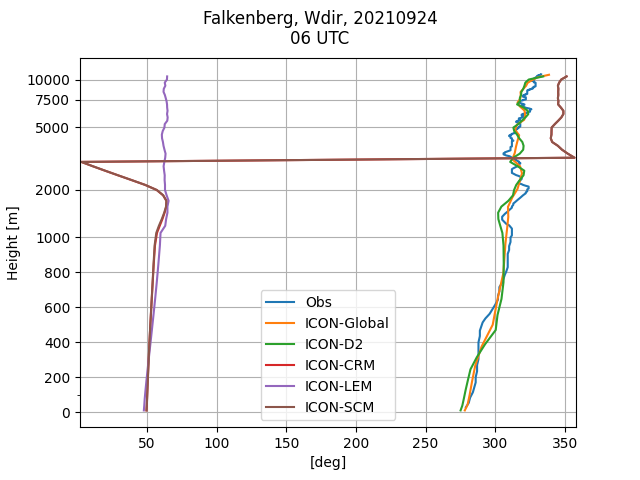 Falkenberg, Wdir, 20210924
06 UTC
Height [m]
10000
7500
5000
2000
1000
800
600
400
200
0
Obs
ICON-Global
ICON-D2
ICON-CRM
ICON-LEM
ICON-SCM
50
100
150
200
250
300
350
[deg]